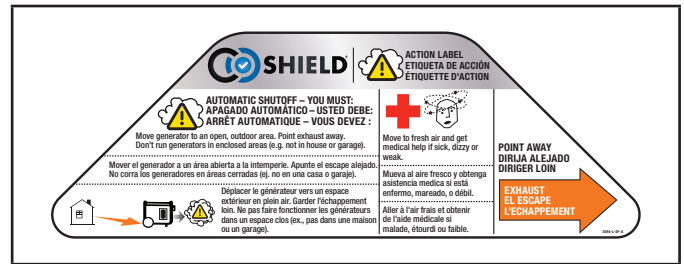 CO SHIELD®
ACTION LABEL
ETIQUETA DE ACCIÓN
ÉTIQUETTE D'ACTION
AUTOMATIC SHUTOFF – YOU MUST:
APAGADO AUTOMÁTICO – USTED DEBE:
ARRÊT AUTOMATIQUE – VOUS DEVEZ :
Move generator to an open, outdoor area. Point exhaust away.
Don't run generators in enclosed areas (e.g. not in house or garage).
Mover el generador a un área abierta a la intemperie. Apunte el escape alejado.
No corra los generadores en áreas cerradas (ej. no en una casa o garaje).
Déplacer le générateur vers un espace
extérieur en plein air. Garder l'échappement
loin. Ne pas faire fonctionner les générateurs
dans un espace clos (ex., pas dans une maison
ou un garage).
Move to fresh air and get
medical help if sick, dizzy or
weak.
Mueva al aire fresco y obtenga
asistencia medica si está
enfermo, mareado, o débil.
Aller à l'air frais et obtenir
de l'aide médicale si
malade, étourdi ou faible.
POINT AWAY
DIRIJA ALEJADO
DIRIGER LOIN
EXHAUST
EL ESCAPE
L'ECHAPPEMENT